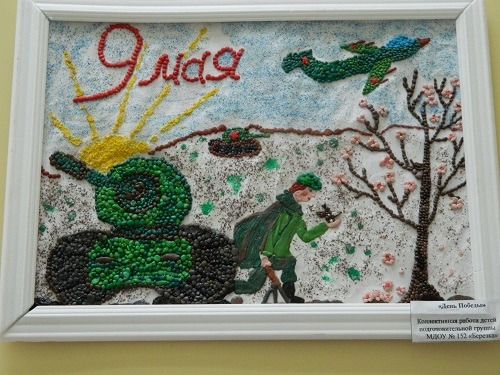 9 мая
«День Победы»
Коллективная работа детей
подготовительной группы
МДОУ № 152 «Березка»